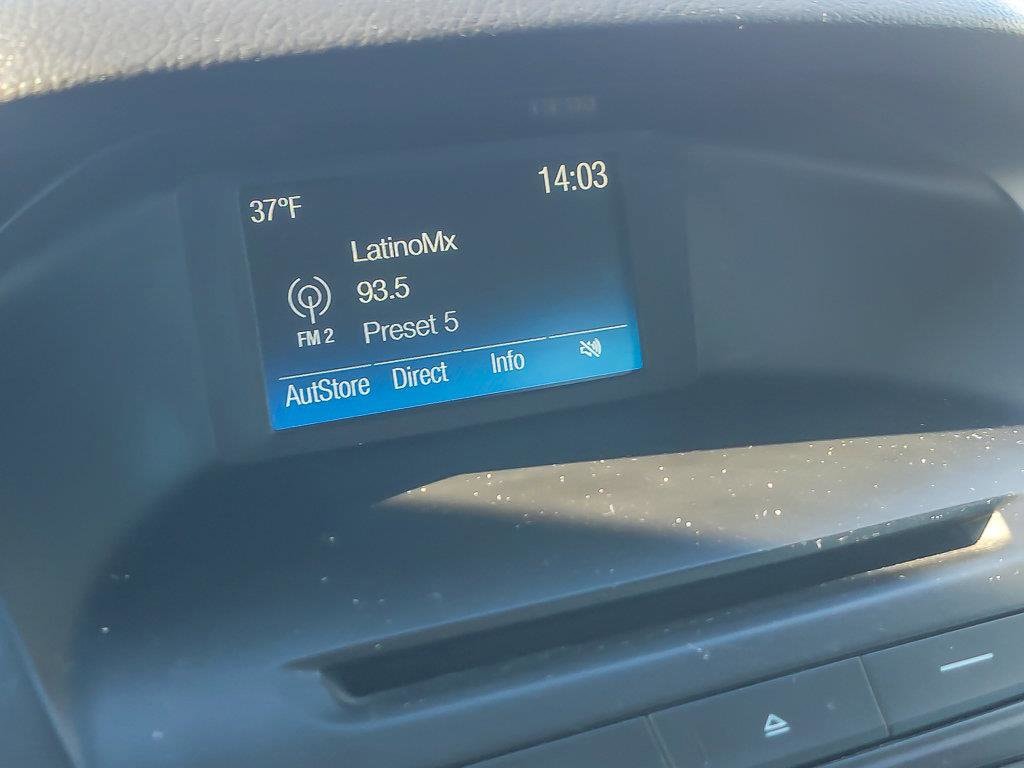 37°F
14:03
LatinoMx
93.5
FM 2
Preset 5
AutStore
Direct
Info